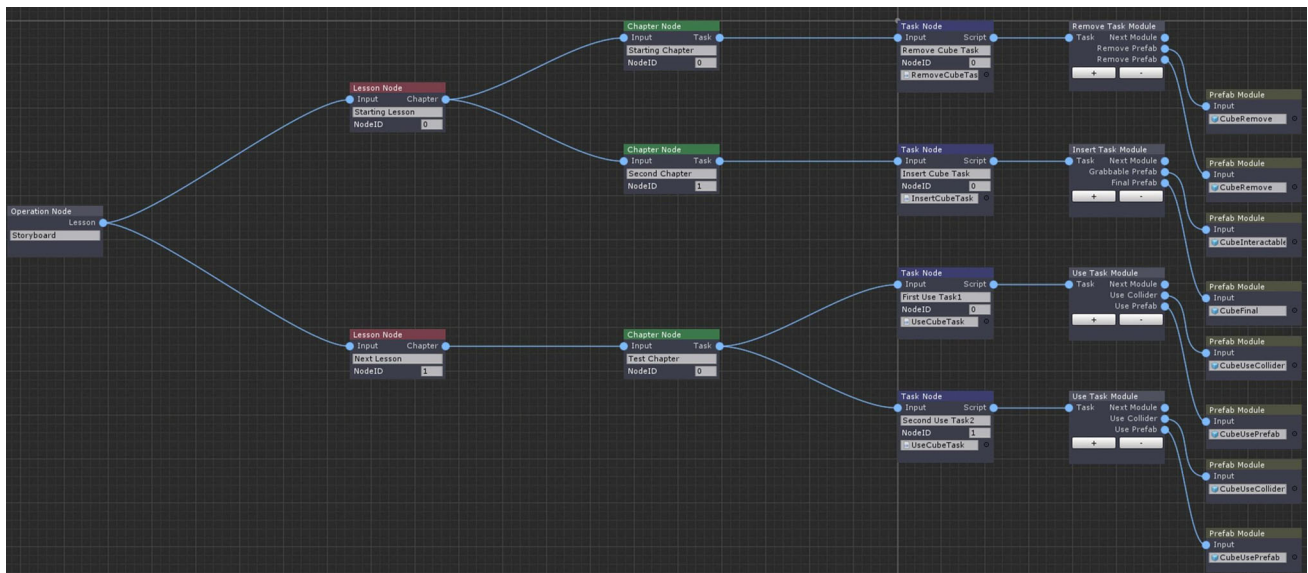 Operation Node
Lesson
Storyboard
Lesson Node
Input Chapter
Starting Lesson
NodeID 0
Lesson Node
Input Chapter
Next Lesson
NodeID 1
Chapter Node
Input Task
Starting Chapter
NodeID 0
Chapter Node
Input Task
Second Chapter
NodeID 1
Chapter Node
Input Task
Test Chapter
NodeID 0
Task Node
Input Script
Remove Cube Task
NodeID 0
RemoveCubeTas
Task Node
Input Script
Insert Cube Task
NodeID 0
InsertCubeTask
Task Node
Input Script
First Use Task1
NodeID 0
UseCubeTask
Task Node
Input Script
Second Use Task2
NodeID 1
UseCubeTask
Remove Task Module
Task Next Module
Remove Prefab
Remove Prefab
+ -
Insert Task Module
Task Next Module
Grabbable Prefab
Final Prefab
+ -
Use Task Module
Task Next Module
Use Collider
Use Prefab
+ -
Use Task Module
Task Next Module
Use Collider
Use Prefab
+ -
Prefab Module
Input
CubeRemove
Prefab Module
Input
CubeRemove
Prefab Module
Input
CubeInteractable
Prefab Module
Input
CubeFinal
Prefab Module
Input
CubeUseCollider
Prefab Module
Input
CubeUsePrefab
Prefab Module
Input
CubeUseCollider
Prefab Module
Input
CubeUsePrefab